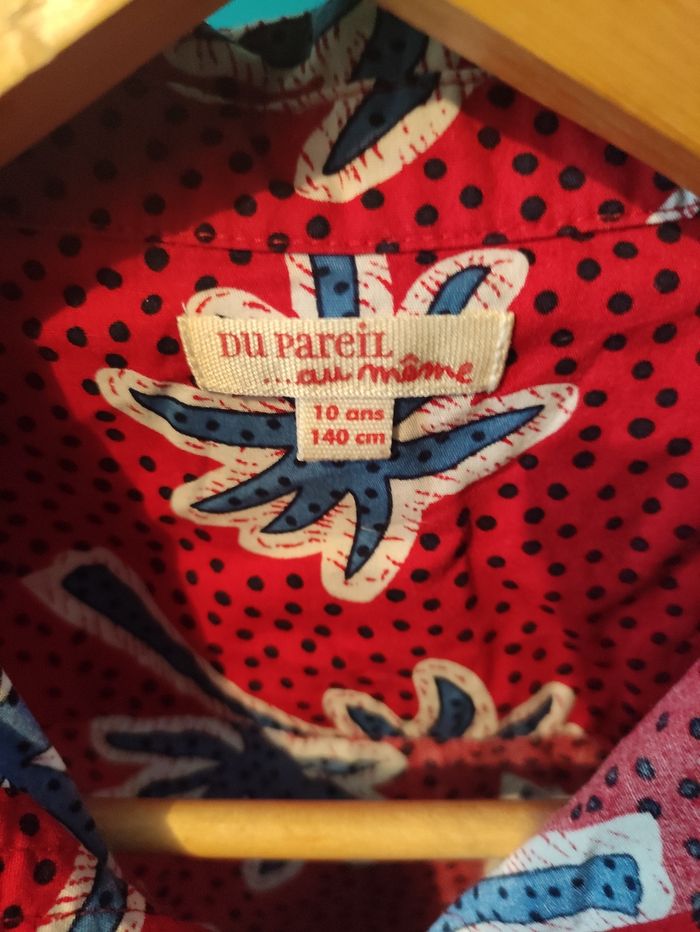 DU PAREIL
...au même
10 ans
140 cm